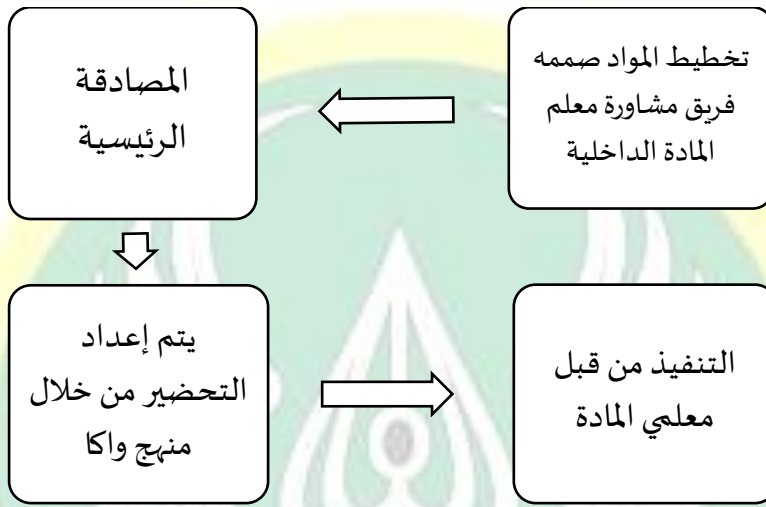 تخطيط المواد صممه
فريق مشاورة معلم
المادة الداخلية
المصادقة
الرئيسية
يتم إعداد
التحضير من خلال
منهج واكا
التنفيذ من قبل
معلمي المادة